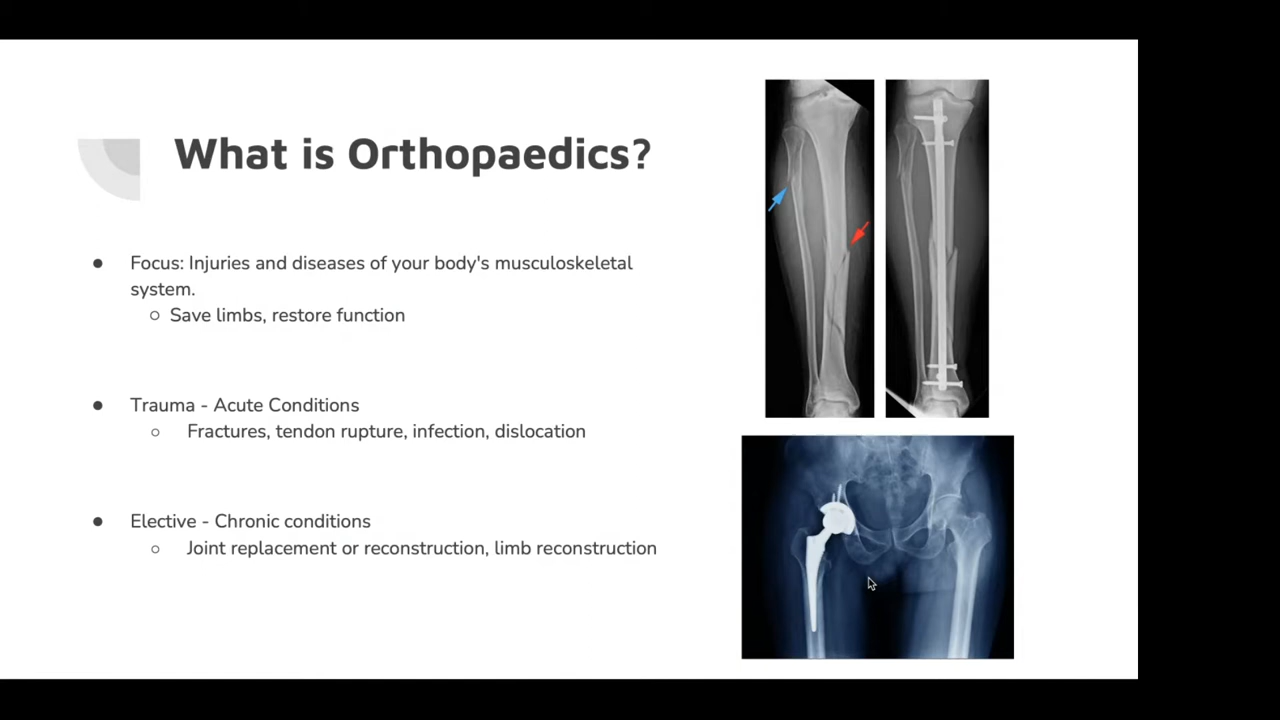 What is Orthopaedics?
● Focus: Injuries and diseases of your body's musculoskeletal
system.
○ Save limbs, restore function
● Trauma - Acute Conditions
○ Fractures, tendon rupture, infection, dislocation
● Elective - Chronic conditions
○ Joint replacement or reconstruction, limb reconstruction